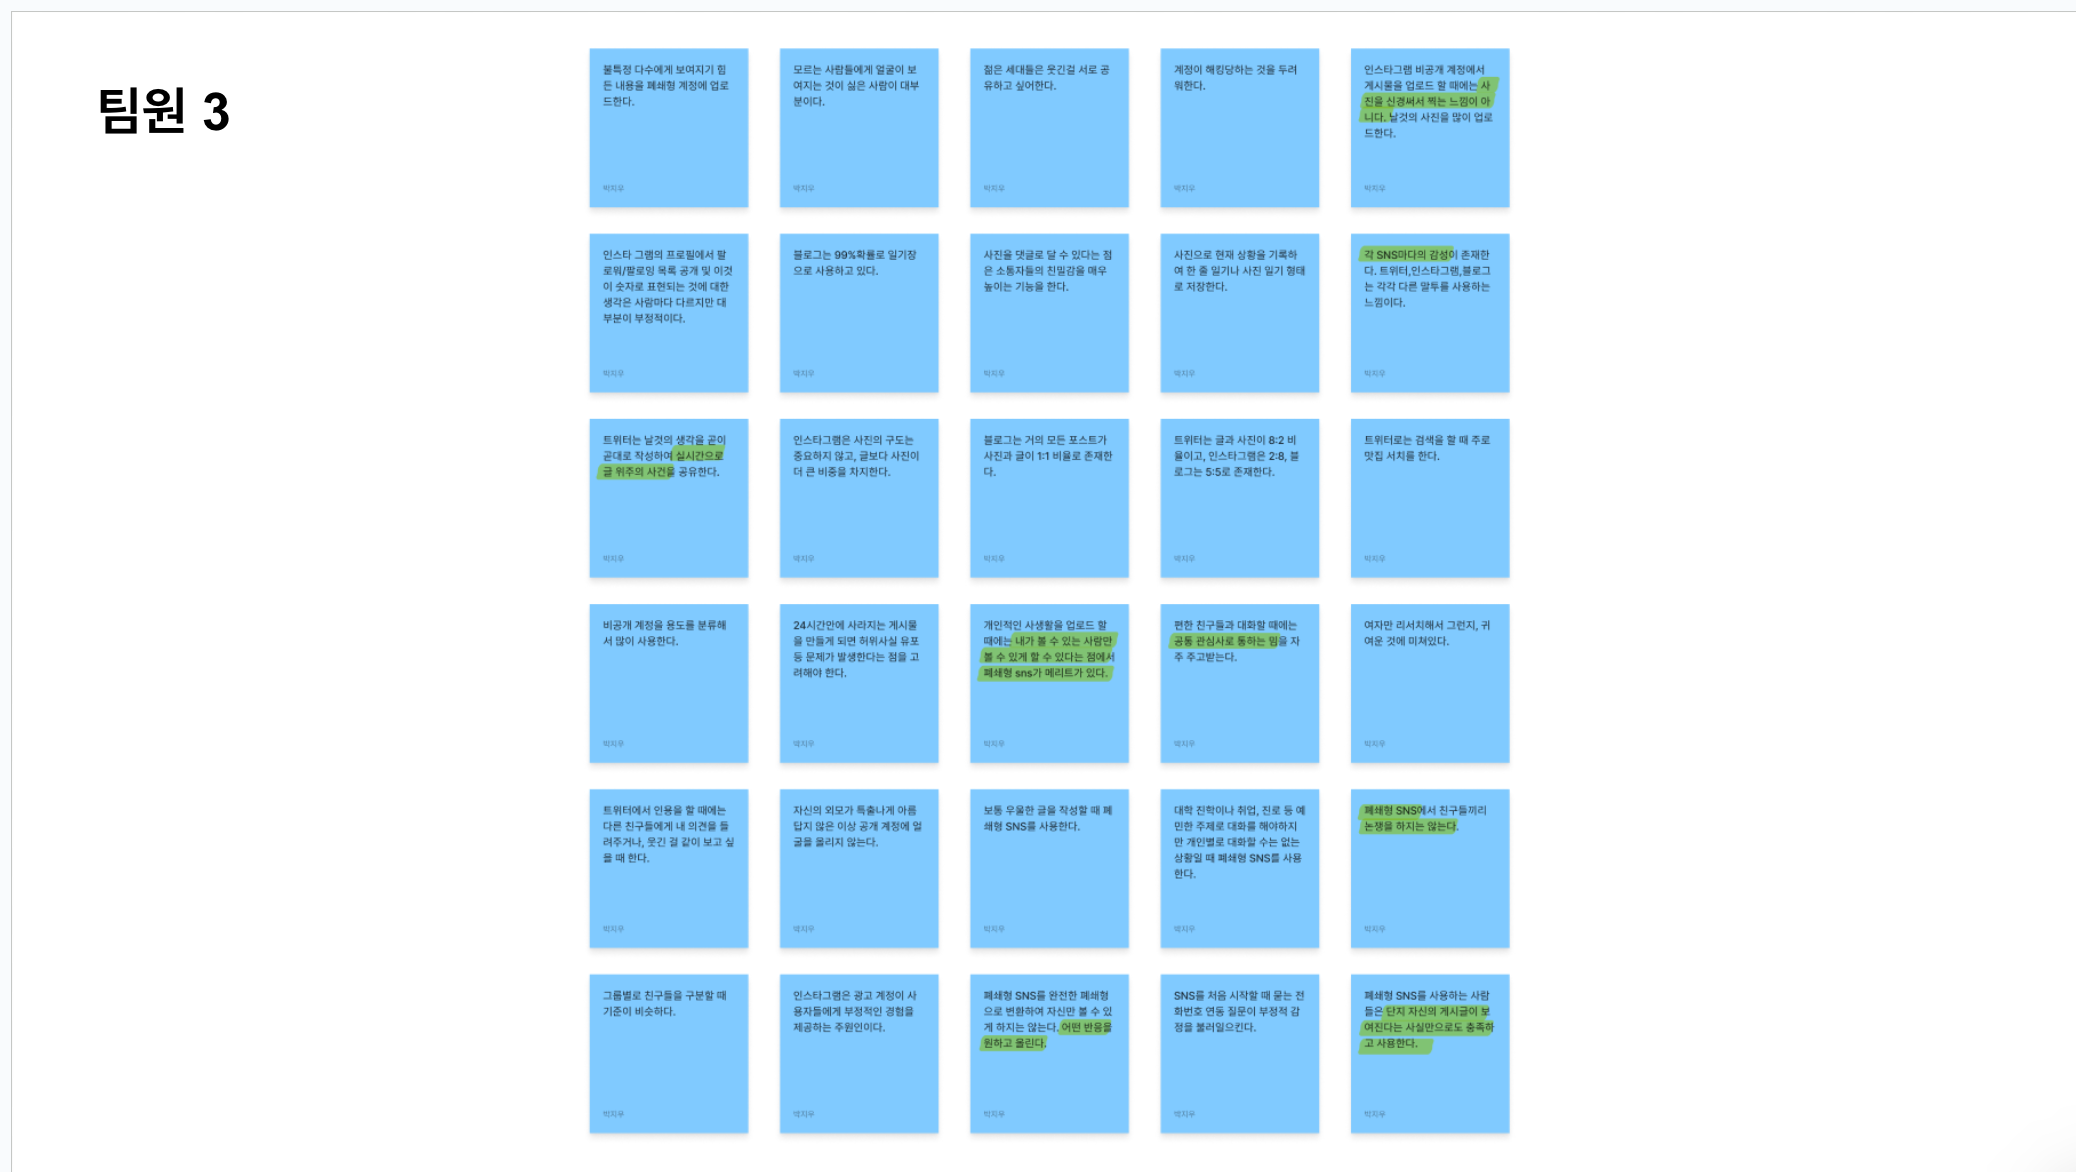 팀원 3
불특정 다수에게 보여지기 힘
든 내용을 폐쇄형 계정에 업로
드한다.
박지우
모르는 사람들에게 얼굴이 보
여지는 것이 싫은 사람이 대부
분이다.
박지우
젊은 세대들은 웃긴걸 서로 공
유하고 싶어한다.
박지우
계정이 해킹당하는 것을 두려
워한다.
박지우
인스타그램 비공개 계정에서
게시물을 업로드 할 때에는 사
진을 신경써서 찍는 느낌이 아
니다. 날것의 사진을 많이 업로
드한다.
박지우
인스타 그램의 프로필에서 팔
로워/팔로잉 목록 공개 및 이것
이 숫자로 표현되는 것에 대한
생각은 사람마다 다르지만 대
부분이 부정적이다.
박지우
블로그는 99%확률로 일기장
으로 사용하고 있다.
박지우
사진을 댓글로 달 수 있다는 점
은 소통자들의 친밀감을 매우
높이는 기능을 한다.
박지우
사진으로 현재 상황을 기록하
여 한 줄 일기나 사진 일기 형태
로 저장한다.
박지우
각 SNS마다의 감성이 존재한
다. 트위터,인스타그램,블로그
는 각각 다른 말투를 사용하는
느낌이다.
박지우
트위터는 날것의 생각을 곧이
곧대로 작성하여 실시간으로
글 위주의 사건을 공유한다.
박지우
인스타그램은 사진의 구도는
중요하지 않고, 글보다 사진이
더 큰 비중을 차지한다.
박지우
블로그는 거의 모든 포스트가
사진과 글이 1:1 비율로 존재한
다.
박지우
트위터는 글과 사진이 8:2 비
율이고, 인스타그램은 2:8, 블
로그는 5:5로 존재한다.
박지우
트위터로는 검색을 할 때 주로
맛집 서치를 한다.
박지우
비공개 계정을 용도를 분류해
서 많이 사용한다.
박지우
24시간만에 사라지는 게시물
을 만들게 되면 허위사실 유포
등 문제가 발생한다는 점을 고
려해야 한다.
박지우
개인적인 사생활을 업로드 할
때에는 내가 볼 수 있는 사람만
볼 수 있게 할 수 있다는 점에서
폐쇄형 sns가 메리트가 있다.
박지우
편한 친구들과 대화할 때에는
공통 관심사로 통하는 밈을 자
주 주고받는다.
박지우
여자만 리서치해서 그런지, 귀
여운 것에 미쳐있다.
박지우
트위터에서 인용을 할 때에는
다른 친구들에게 내 의견을 들
려주거나, 웃긴 걸 같이 보고 싶
을 때 한다.
박지우
자신의 외모가 특출나게 아름
답지 않은 이상 공개 계정에 얼
굴을 올리지 않는다.
박지우
보통 우울한 글을 작성할 때 폐
쇄형 SNS를 사용한다.
박지우
대학 진학이나 취업, 진로 등 예
민한 주제로 대화를 해야하지
만 개인별로 대화할 수는 없는
상황일 때 폐쇄형 SNS를 사용
한다.
박지우
폐쇄형 SNS에서 친구들끼리
논쟁을 하지는 않는다.
박지우
그룹별로 친구들을 구분할 때
기준이 비슷하다.
박지우
인스타그램은 광고 계정이 사
용자들에게 부정적인 경험을
제공하는 주원인이다.
박지우
폐쇄형 SNS를 완전한 폐쇄형
으로 변환하여 자신만 볼 수 있
게 하지는 않는다. 어떤 반응을
원하고 올린다.
박지우
SNS를 처음 시작할 때 묻는 전
화번호 연동 질문이 부정적 감
정을 불러일으킨다.
박지우
폐쇄형 SNS를 사용하는 사람
들은 단지 자신의 게시글이 보
여진다는 사실만으로도 충족하
고 사용한다.
박지우